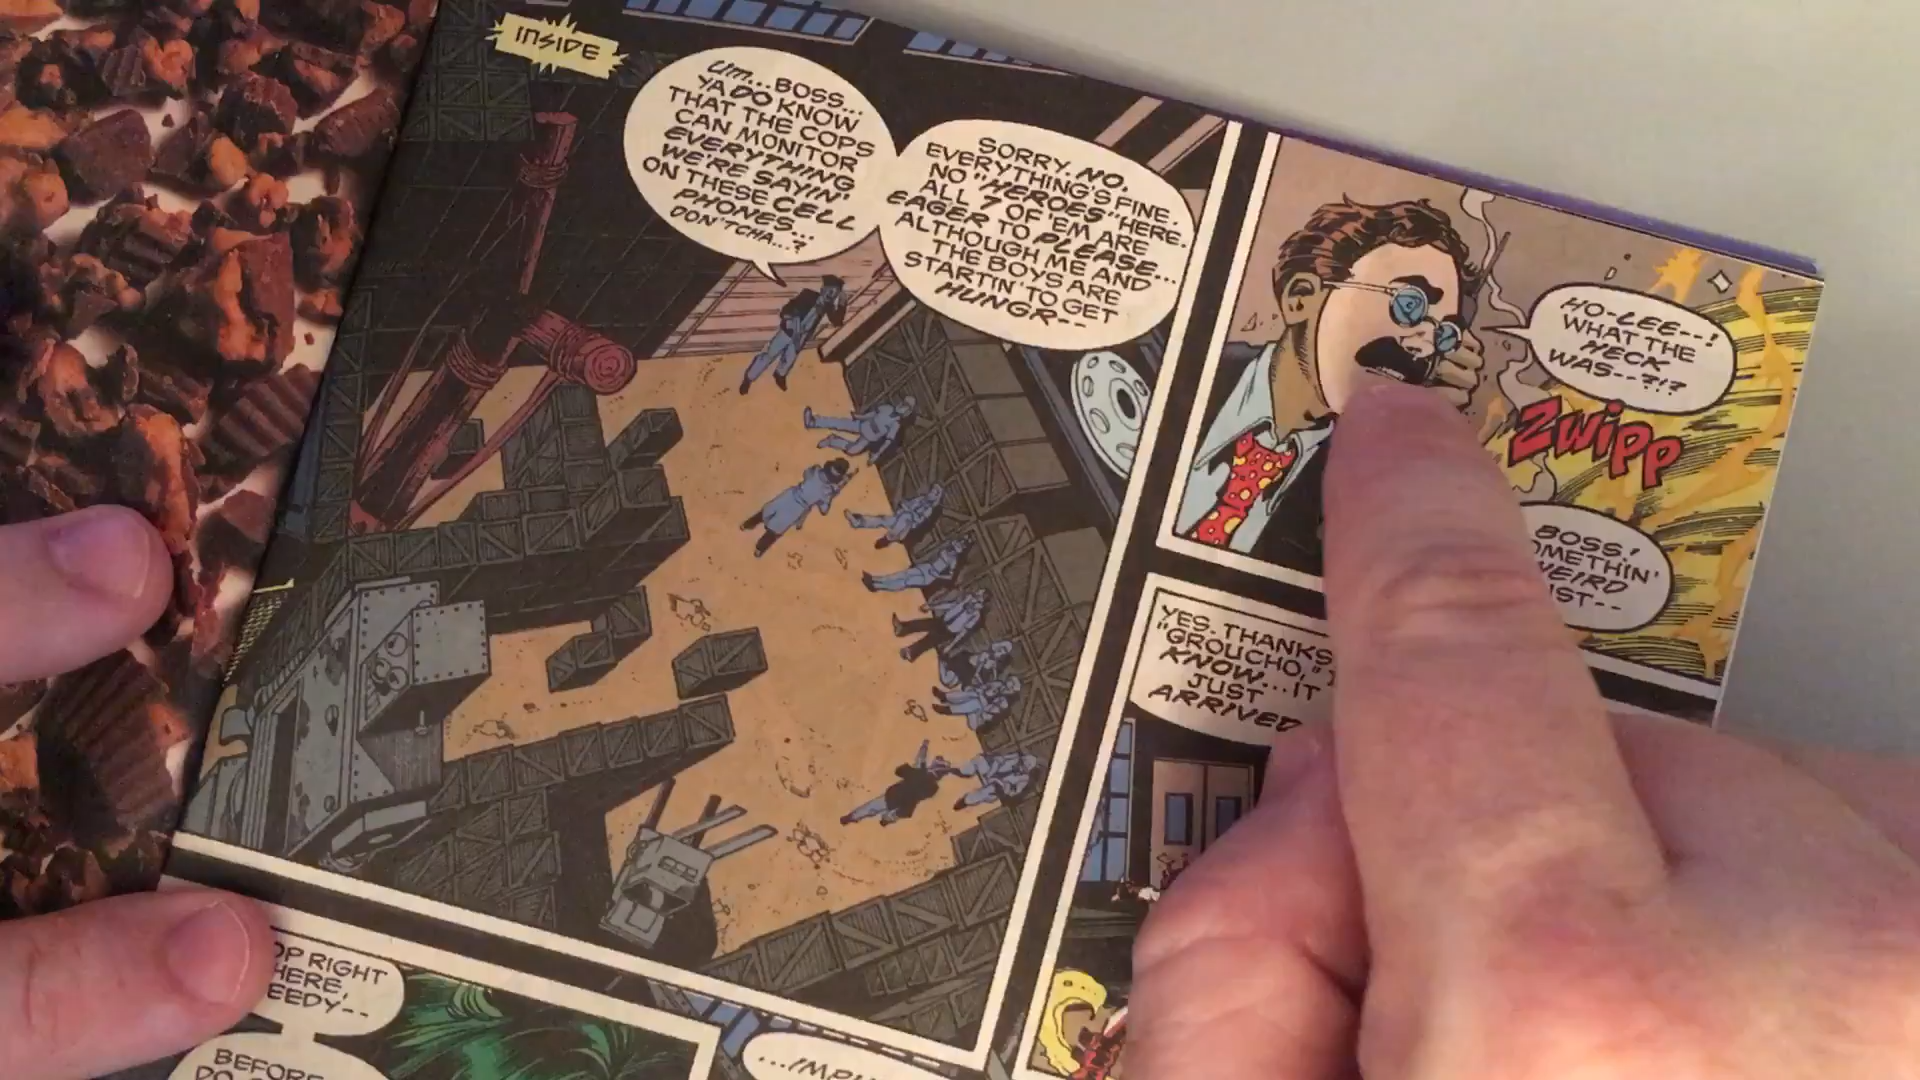 INSIDE
UM...BOSS...
YA DO KNOW
THAT THE COPS
CAN MONITOR
EVERYTHING
WE'RE SAYIN'
ON THESE CELL
PHONES...
DON'TCHA...?
SORRY. NO.
EVERYTHING'S FINE.
NO "HEROES" HERE.
ALL 7 OF 'EM ARE
EAGER TO PLEASE...
ALTHOUGH ME AND
THE BOYS ARE
STARTIN' TO GET
HUNGR--
HO-LEE--!
WHAT THE
HECK
WAS--?!?
ZWIPP
BOSS!
OMETHIN'
WEIRD
IST--
YES. THANKS
"GROUCHO,"
KNOW...IT
JUST
ARRIVED
OP RIGHT
HERE,
EEDY--
BEFORE
...IMPU